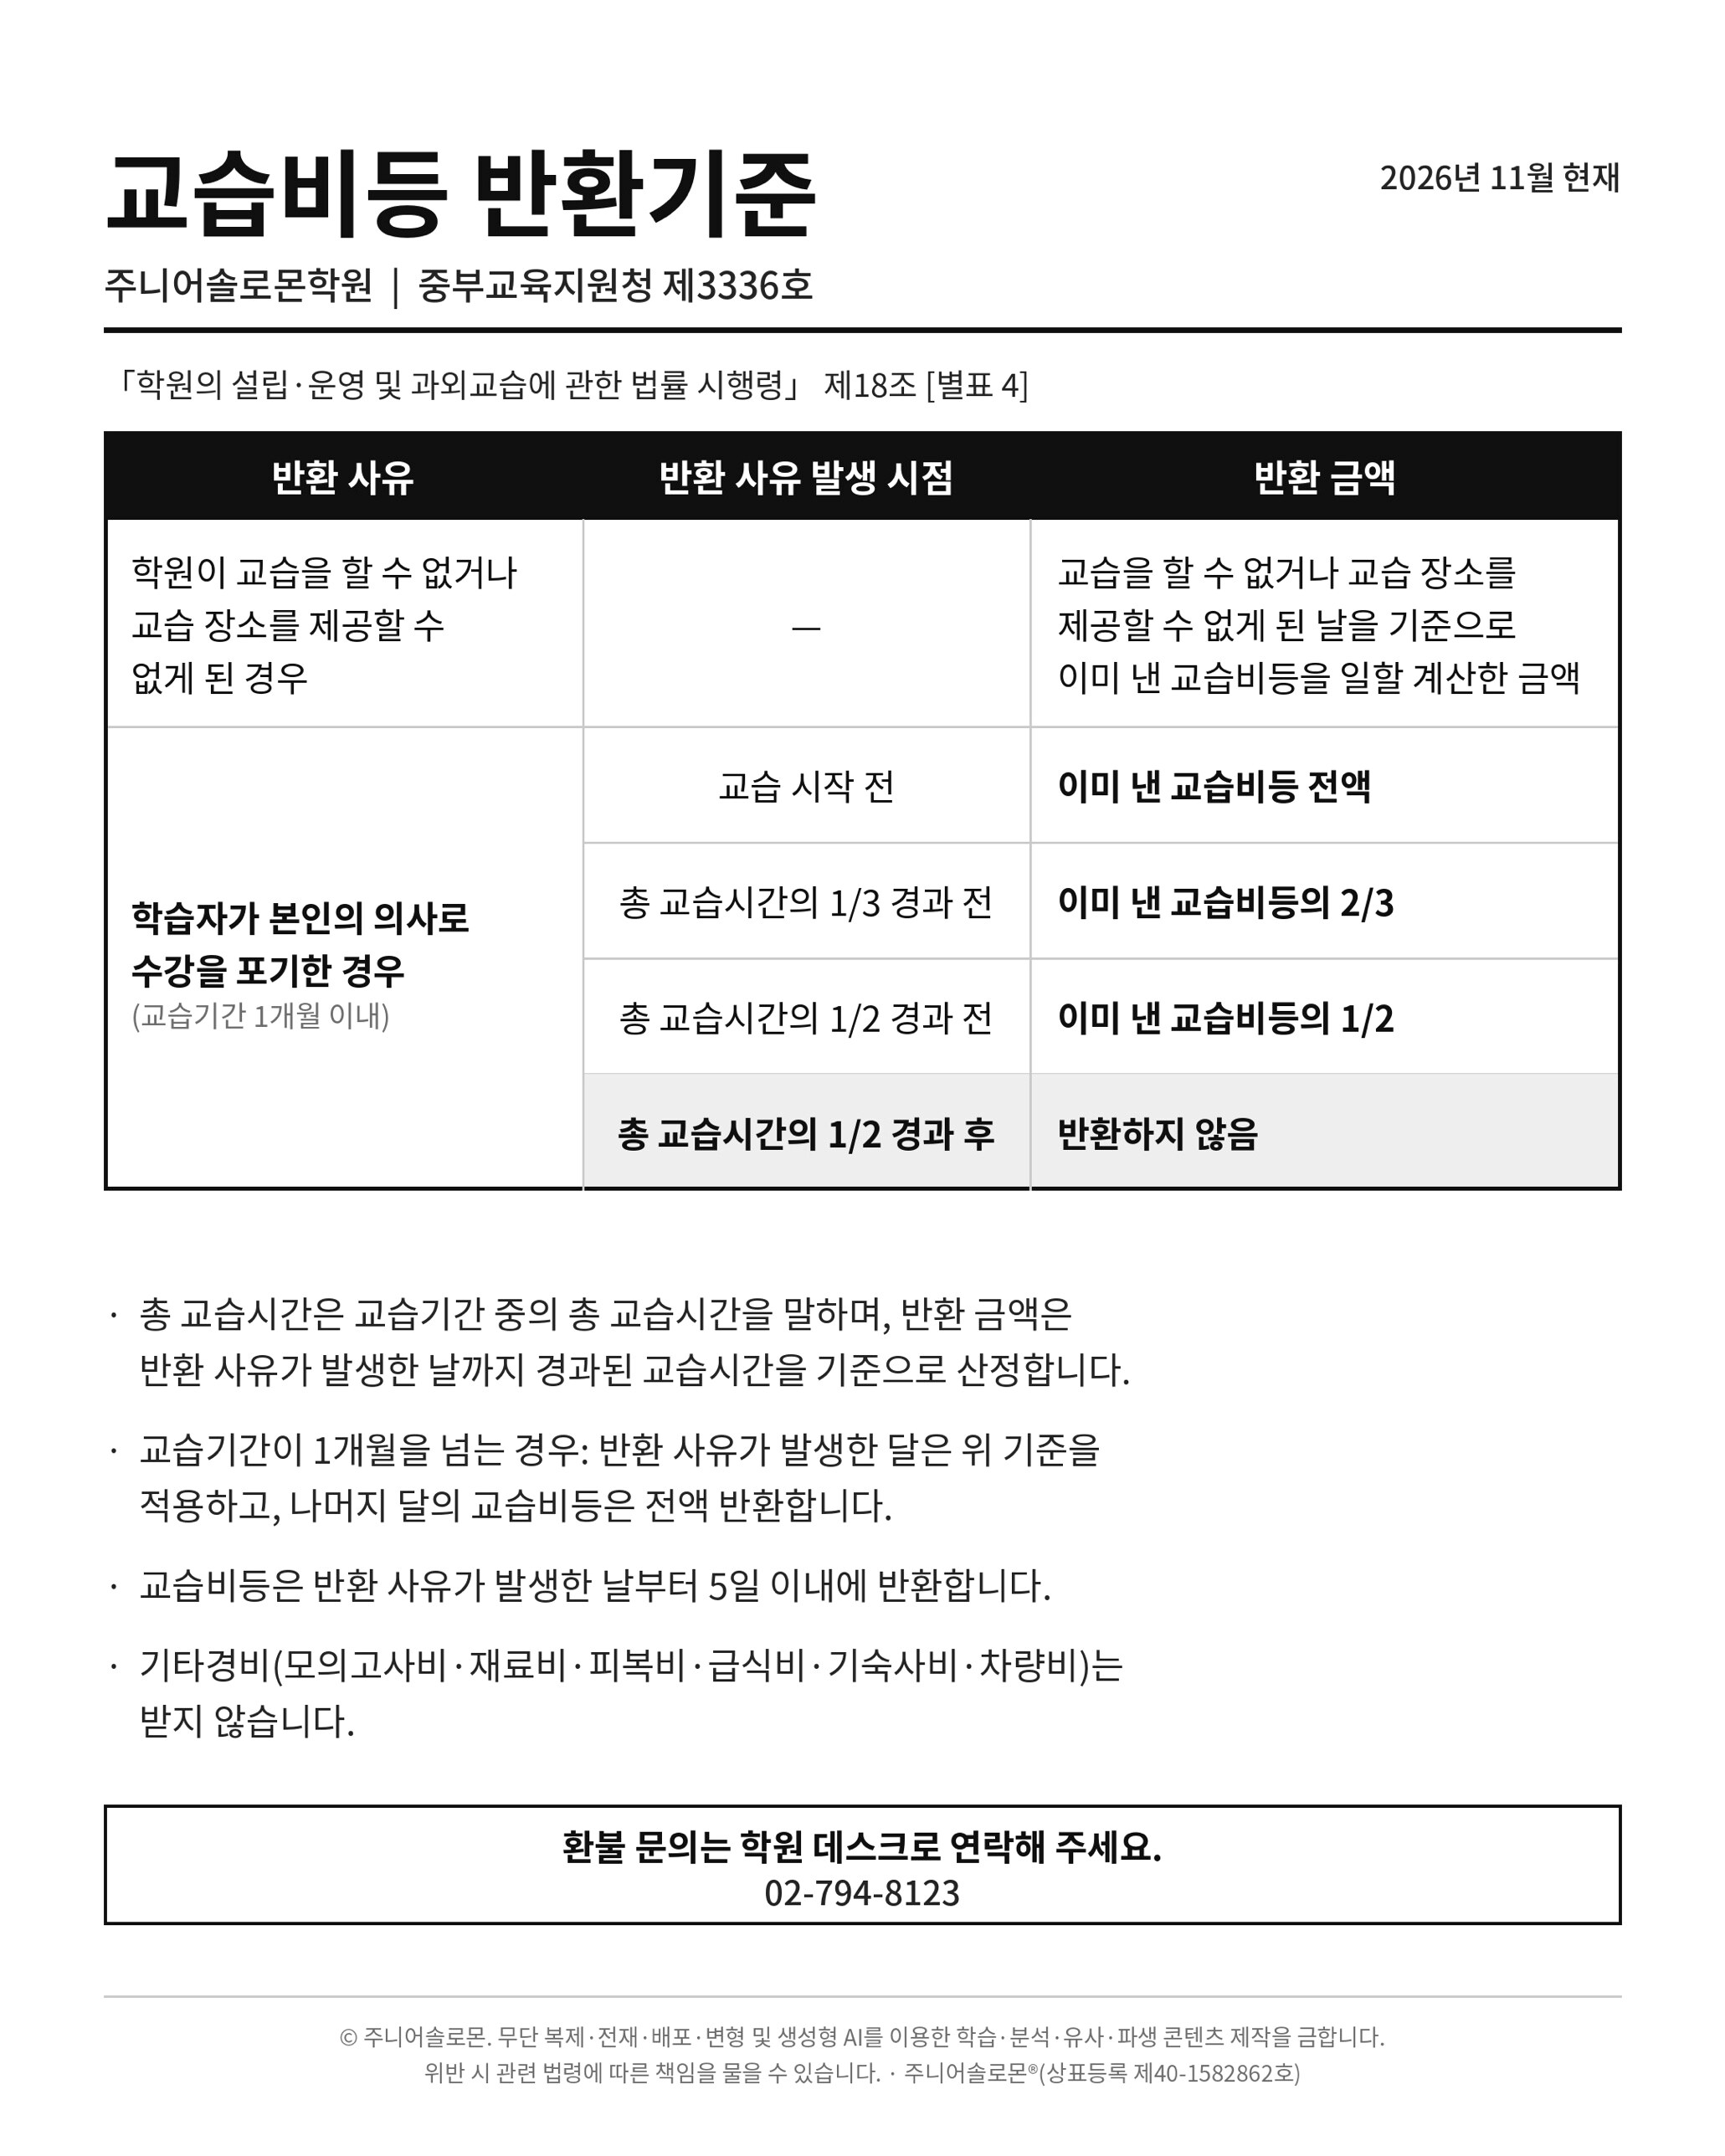 교습비등 반환기준
2026년 11월 현재
주니어솔로몬학원 | 중부교육지원청 제3336호
「학원의 설립·운영 및 과외교습에 관한 법률 시행령」 제18조 [별표 4]
반환 사유
반환 사유 발생 시점
반환 금액
학원이 교습을 할 수 없거나
교습 장소를 제공할 수
없게 된 경우
—
교습을 할 수 없거나 교습 장소를
제공할 수 없게 된 날을 기준으로
이미 낸 교습비등을 일할 계산한 금액
학습자가 본인의 의사로
수강을 포기한 경우
(교습기간 1개월 이내)
교습 시작 전
이미 낸 교습비등 전액
총 교습시간의 1/3 경과 전
이미 낸 교습비등의 2/3
총 교습시간의 1/2 경과 전
이미 낸 교습비등의 1/2
총 교습시간의 1/2 경과 후
반환하지 않음
· 총 교습시간은 교습기간 중의 총 교습시간을 말하며, 반환 금액은
반환 사유가 발생한 날까지 경과된 교습시간을 기준으로 산정합니다.
· 교습기간이 1개월을 넘는 경우: 반환 사유가 발생한 달은 위 기준을
적용하고, 나머지 달의 교습비등은 전액 반환합니다.
· 교습비등은 반환 사유가 발생한 날부터 5일 이내에 반환합니다.
· 기타경비(모의고사비·재료비·피복비·급식비·기숙사비·차량비)는
받지 않습니다.
환불 문의는 학원 데스크로 연락해 주세요.
02-794-8123
© 주니어솔로몬. 무단 복제·전재·배포·변형 및 생성형 AI를 이용한 학습·분석·유사·파생 콘텐츠 제작을 금합니다.
위반 시 관련 법령에 따른 책임을 물을 수 있습니다. · 주니어솔로몬®(상표등록 제40-1582862호)